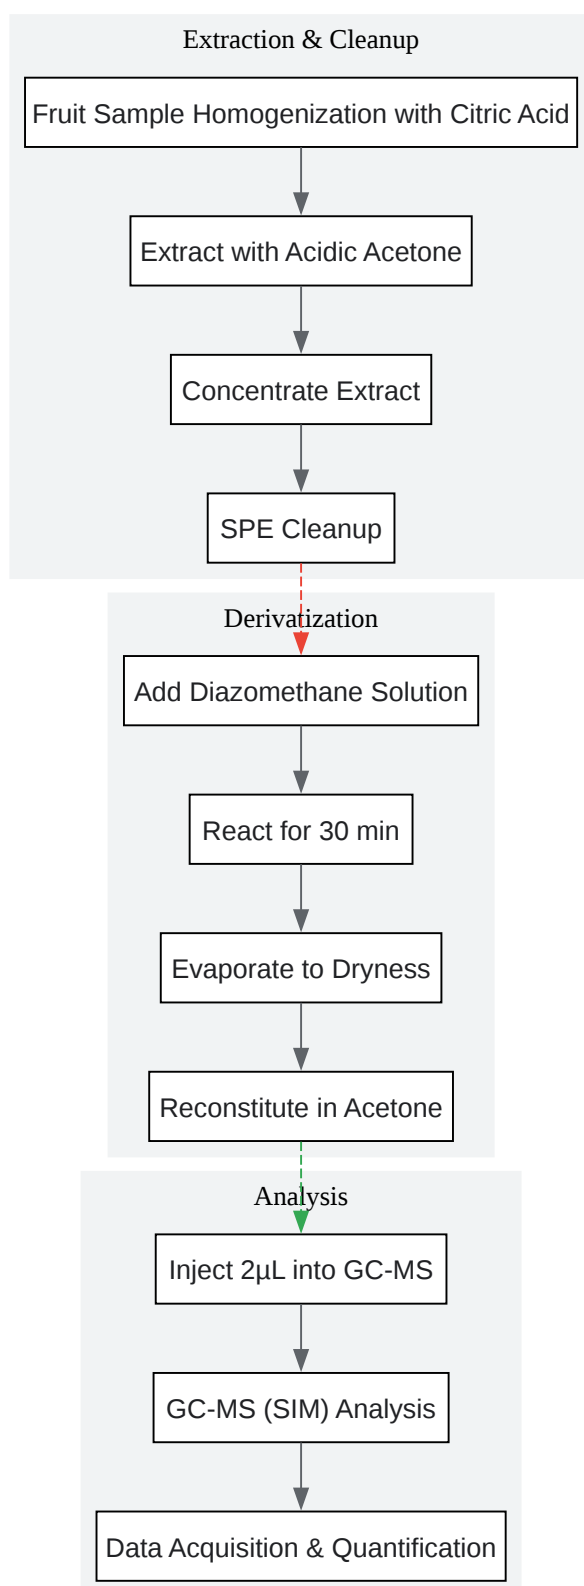 Extraction & Cleanup
Fruit Sample Homogenization with Citric Acid
Extract with Acidic Acetone
Concentrate Extract
SPE Cleanup
Derivatization
Add Diazomethane Solution
React for 30 min
Evaporate to Dryness
Reconstitute in Acetone
Analysis
Inject 2µL into GC-MS
GC-MS (SIM) Analysis
Data Acquisition & Quantification